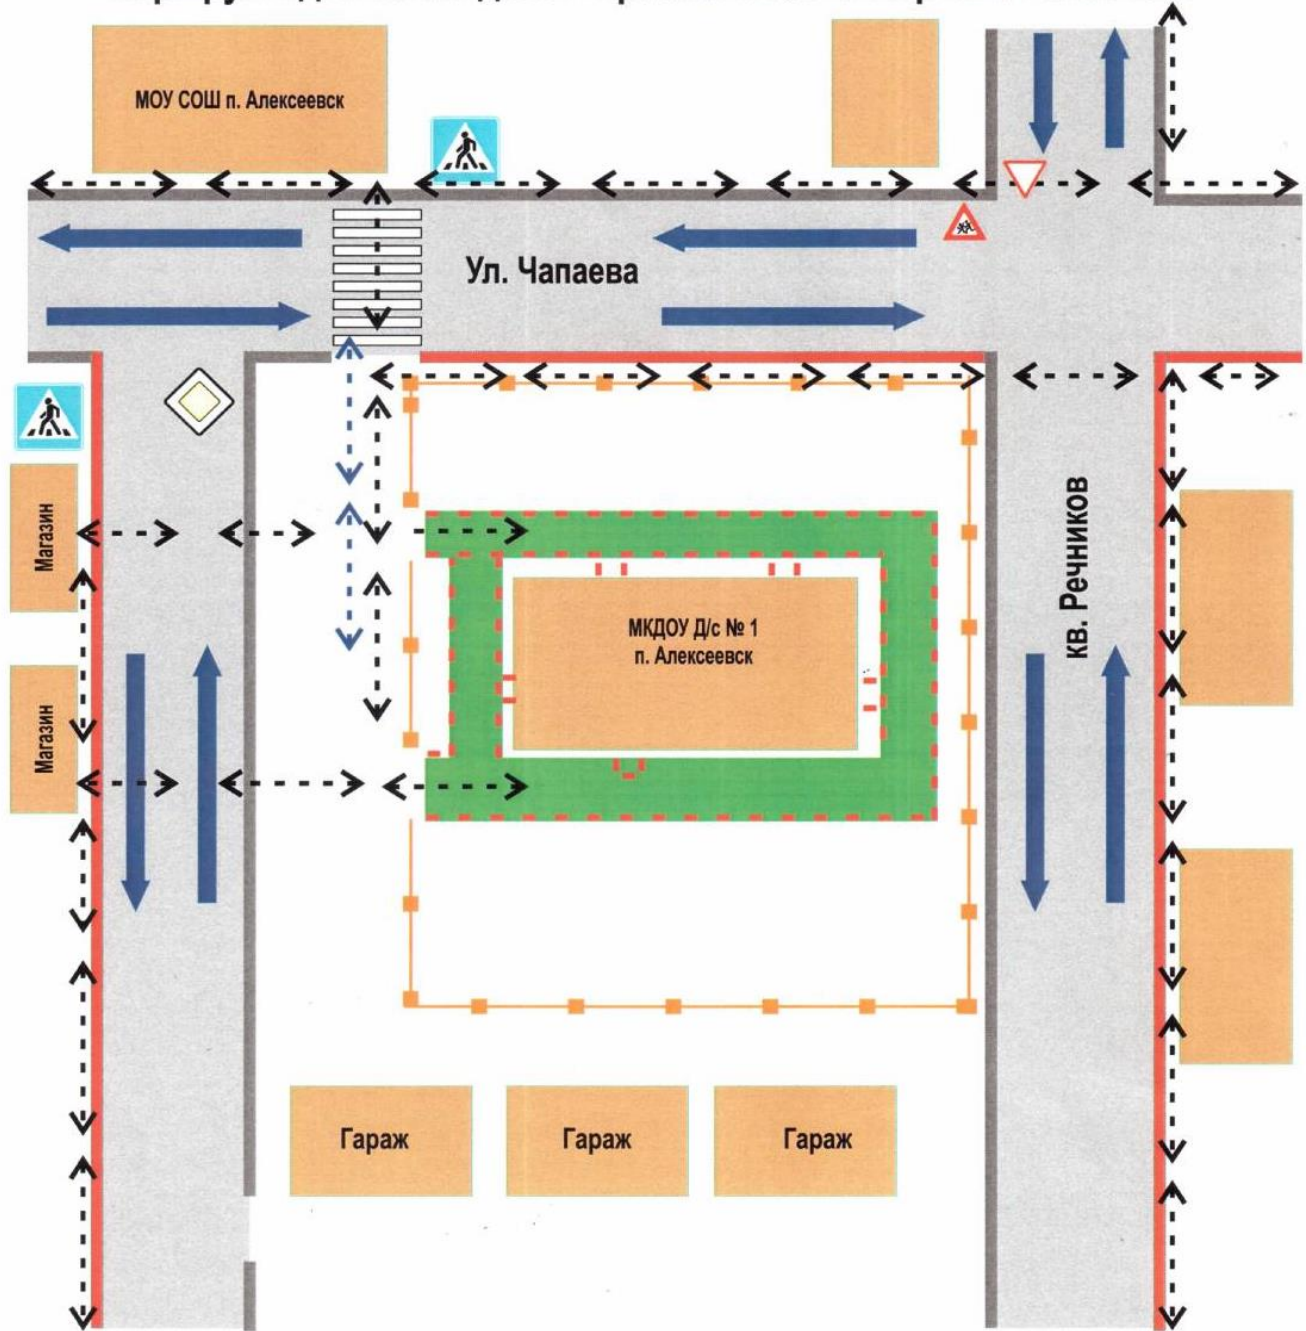 МОУ СОШ п. Алексеевск
Ул. Чапаева
Магазин
кв. Речников
МКДОУ Д/с № 1
п. Алексеевск
Магазин
Гараж
Гараж
Гараж